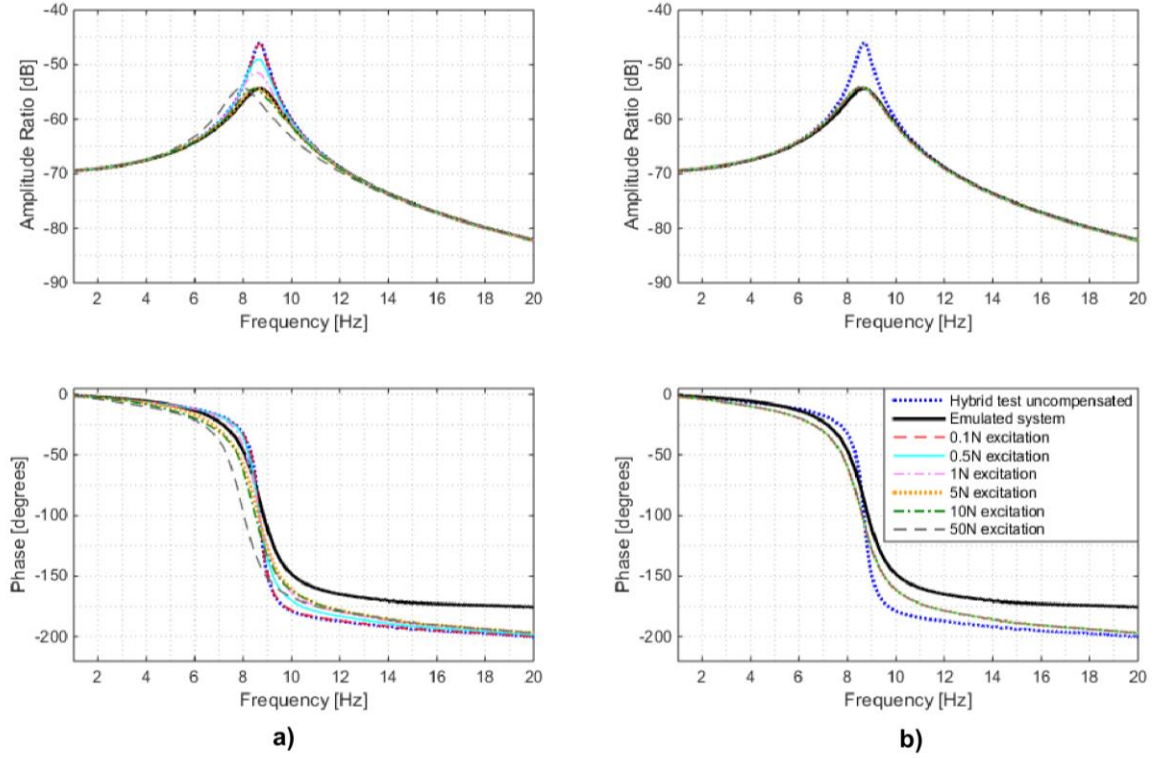 -40
-50
-60
-70
-80
-90
Amplitude Ratio [dB]
2 4 6 8 10 12 14 16 18 20
Frequency [Hz]
-40
-50
-60
-70
-80
-90
Amplitude Ratio [dB]
2 4 6 8 10 12 14 16 18 20
Frequency [Hz]
0
-50
-100
-150
-200
Phase [degrees]
2 4 6 8 10 12 14 16 18 20
Frequency [Hz]
a)
0
-50
-100
-150
-200
Phase [degrees]
Hybrid test uncompensated
Emulated system
0.1N excitation
0.5N excitation
1N excitation
5N excitation
10N excitation
50N excitation
2 4 6 8 10 12 14 16 18 20
Frequency [Hz]
b)